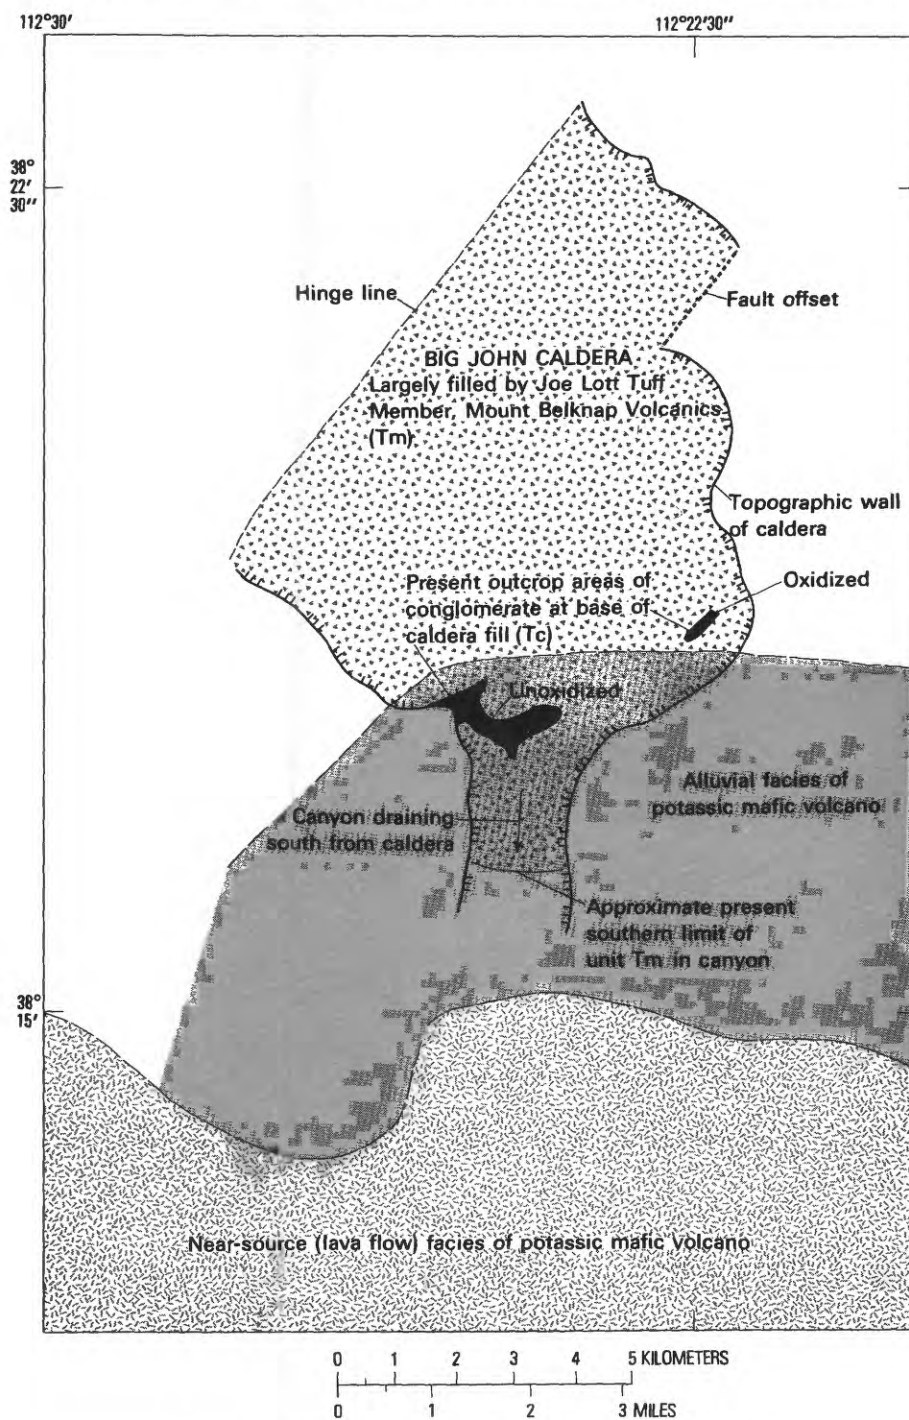 112°30′
112°22′30″
38°
22′
30″
Hinge line
Fault offset
BIG JOHN CALDERA
Largely filled by Joe Lott Tuff
Member, Mount Belknap Volcanics
(Tm)
Topographic wall
of caldera
Oxidized
Present outcrop areas of
conglomerate at base of
caldera fill (Tc)
Unoxidized
Alluvial facies of
potassic mafic volcano
Canyon draining
south from caldera
Approximate present
southern limit of
unit Tm in canyon
38°
15′
Near-source (lava flow) facies of potassic mafic volcano
0 1 2 3 4 5 KILOMETERS
0 1 2 3 MILES